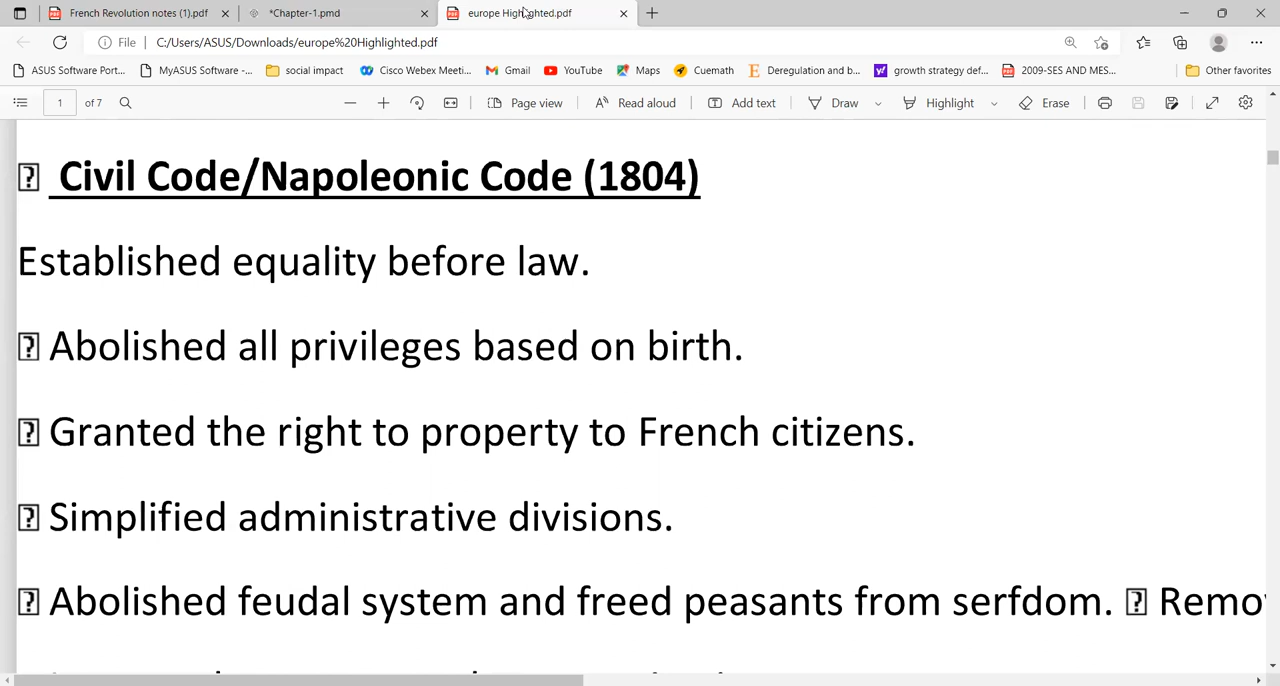 French Revolution notes (1).pdf
*Chapter-1.pmd
europe Highlighted.pdf
File
C:/Users/ASUS/Downloads/europe%20Highlighted.pdf
ASUS Software Port...
MyASUS Software -...
social impact
Cisco Webex Meeti...
Gmail
YouTube
Maps
Cuemath
Deregulation and b...
growth strategy def...
2009-SES AND MES...
Other favorites
1 of 7
Page view
Read aloud
Add text
Draw
Highlight
Erase
Civil Code/Napoleonic Code (1804)
Established equality before law.
Abolished all privileges based on birth.
Granted the right to property to French citizens.
Simplified administrative divisions.
Abolished feudal system and freed peasants from serfdom. Remov